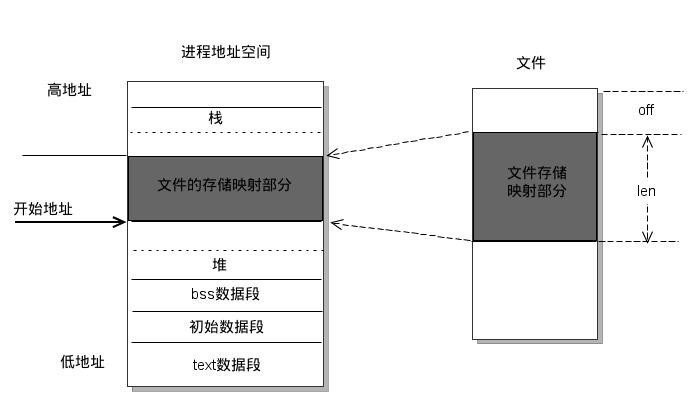 进程地址空间
文件
高地址
栈
off
文件的存储映射部分
文件存储
映射部分
len
开始地址
堆
bss数据段
初始数据段
低地址
text数据段